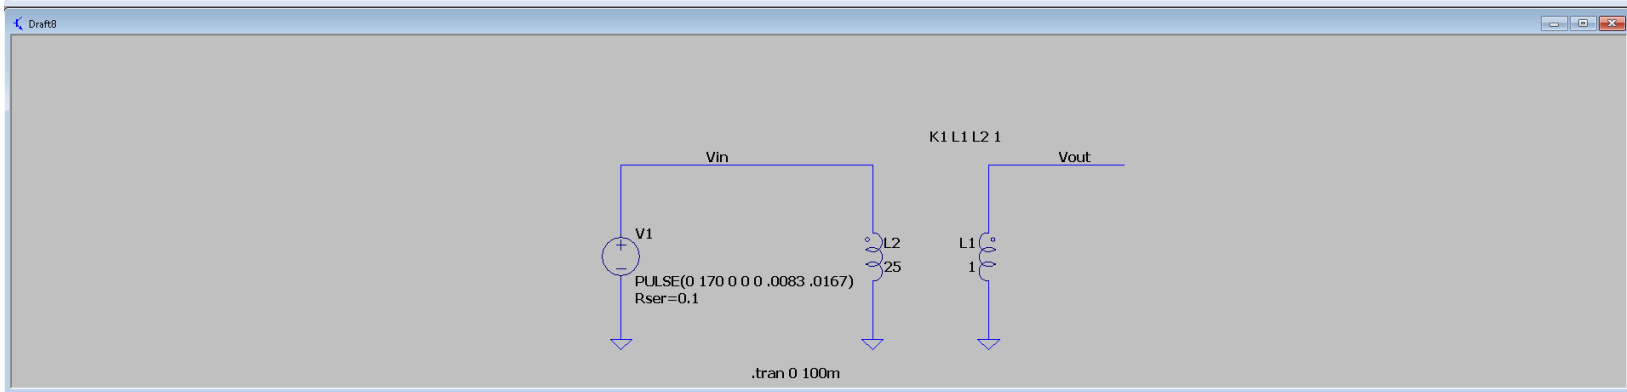 Draft8
K1 L1 L2 1
Vin
Vout
V1
L2
L1
25
1
PULSE(0 170 0 0 0 .0083 .0167)
Rser=0.1
.tran 0 100m